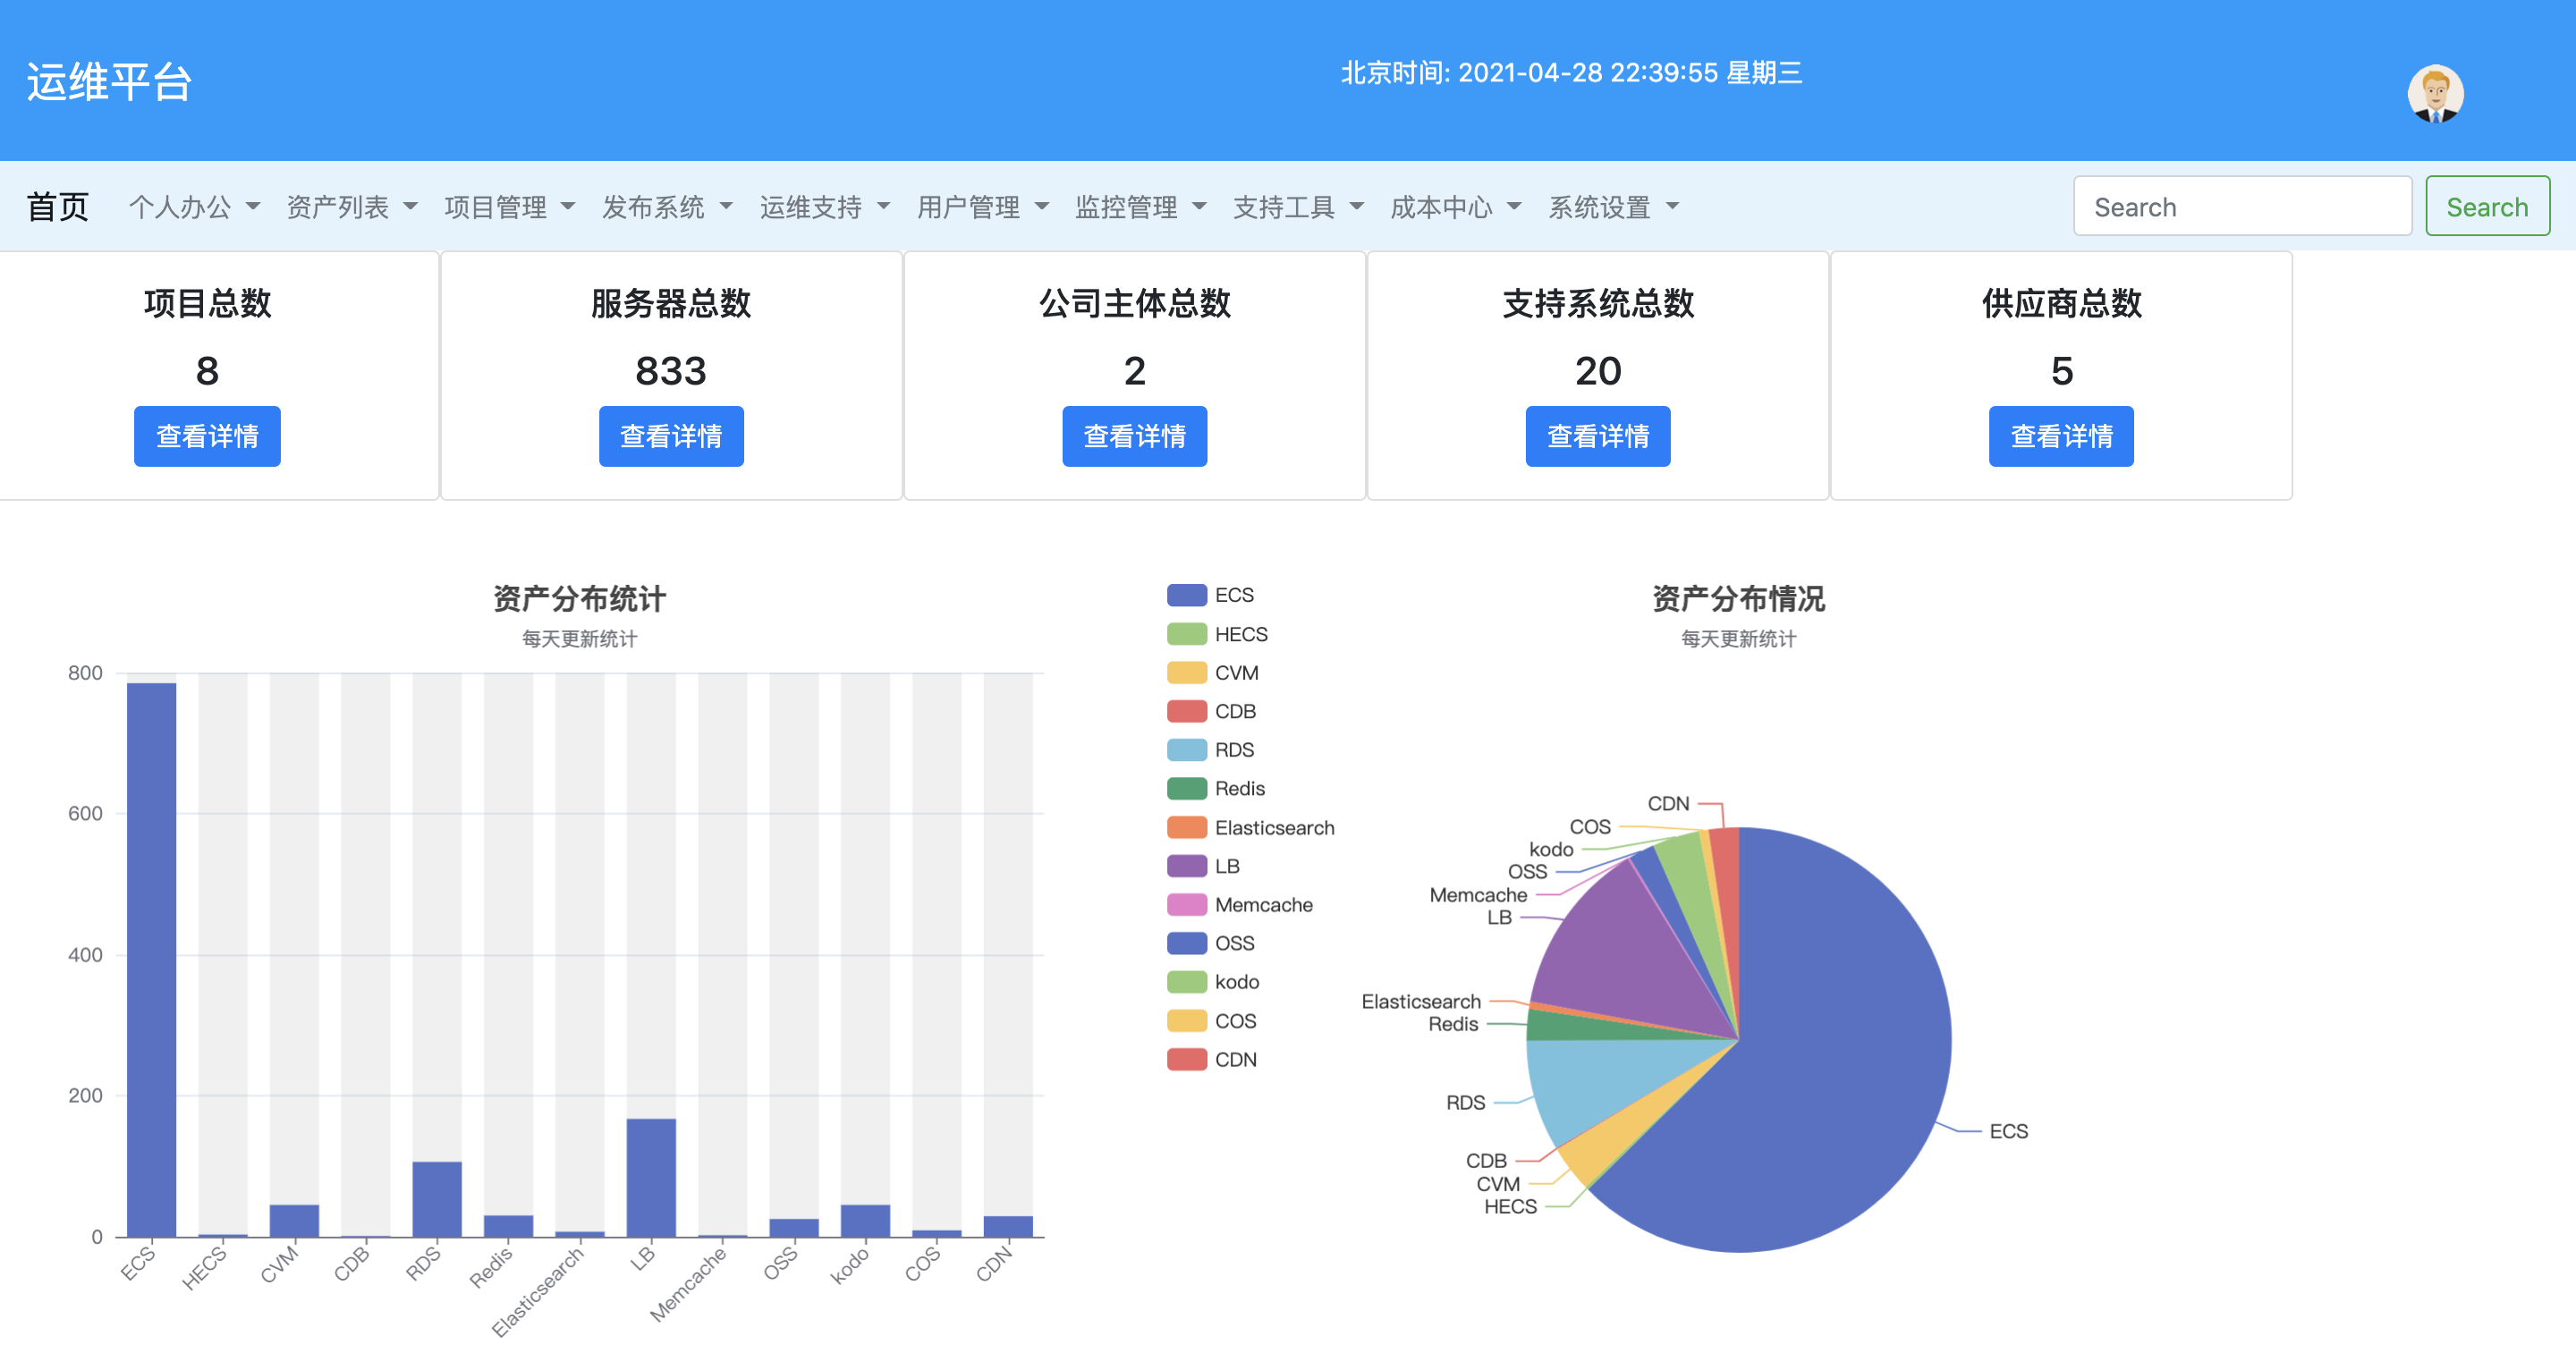 运维平台
北京时间: 2021-04-28 22:39:55 星期三
首页 个人办公 资产列表 项目管理 发布系统 运维支持 用户管理 监控管理 支持工具 成本中心 系统设置 Search Search
项目总数 服务器总数 公司主体总数 支持系统总数 供应商总数
8 833 2 20 5
查看详情 查看详情 查看详情 查看详情 查看详情
资产分布统计
每天更新统计
800
600
400
200
0
ECS HECS CVM CDB RDS Redis Elasticsearch LB Memcache OSS kodo COS CDN
ECS
HECS
CVM
CDB
RDS
Redis
Elasticsearch
LB
Memcache
OSS
kodo
COS
CDN
资产分布情况
每天更新统计
CDN
COS
kodo
OSS
Memcache
LB
Elasticsearch
Redis
RDS
ECS
CDB
CVM
HECS